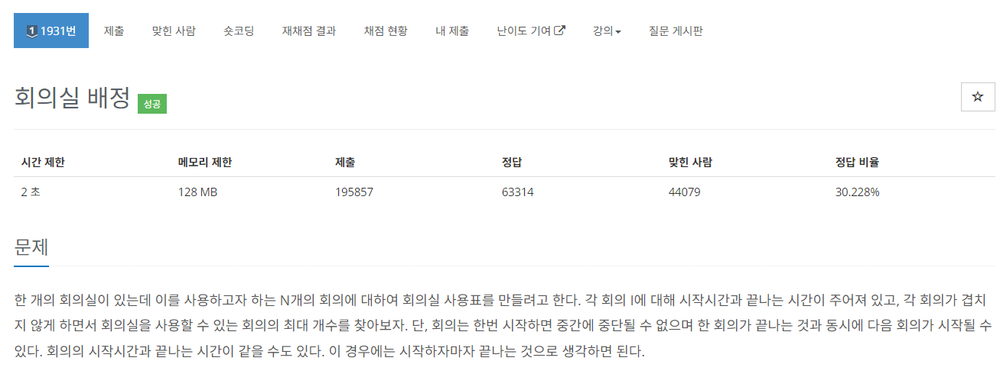 1 1931번 제출 맞힌 사람 숏코딩 재채점 결과 채점 현황 내 제출 난이도 기여 강의 질문 게시판
회의실 배정 성공
시간 제한 메모리 제한 제출 정답 맞힌 사람 정답 비율
2 초 128 MB 195857 63314 44079 30.228%
문제
한 개의 회의실이 있는데 이를 사용하고자 하는 N개의 회의에 대하여 회의실 사용표를 만들려고 한다. 각 회의 I에 대해 시작시간과 끝나는 시간이 주어져 있고, 각 회의가 겹치
지 않게 하면서 회의실을 사용할 수 있는 회의의 최대 개수를 찾아보자. 단, 회의는 한번 시작하면 중간에 중단될 수 없으며 한 회의가 끝나는 것과 동시에 다음 회의가 시작될 수
있다. 회의의 시작시간과 끝나는 시간이 같을 수도 있다. 이 경우에는 시작하자마자 끝나는 것으로 생각하면 된다.